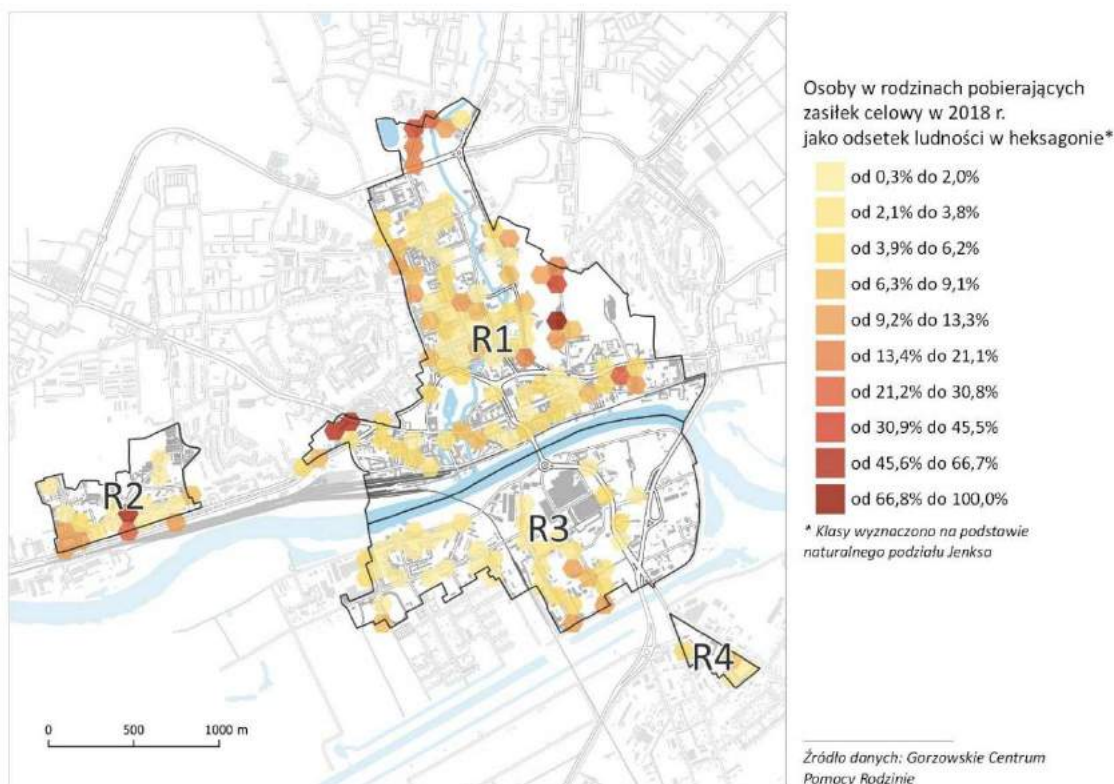 Osoby w rodzinach pobierających
zasiłek celowy w 2018 r.
jako odsetek ludności w heksagonie*
od 0,3% do 2,0%
od 2,1% do 3,8%
od 3,9% do 6,2%
od 6,3% do 9,1%
od 9,2% do 13,3%
od 13,4% do 21,1%
od 21,2% do 30,8%
od 30,9% do 45,5%
od 45,6% do 66,7%
od 66,8% do 100,0%
* Klasy wyznaczono na podstawie
naturalnego podziału Jenksa
R1
R2
R3
R4
0 500 1000 m
Źródło danych: Gorzowskie Centrum
Pomocy Rodzinie